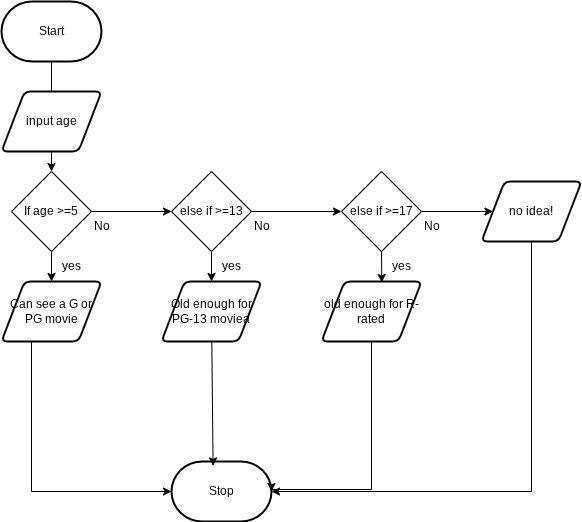 Start
input age
If age >=5
No
else if >=13
No
else if >=17
No
no idea!
yes
yes
yes
Can see a G or
PG movie
Old enough for
PG-13 moviea
old enough for R-
rated
Stop